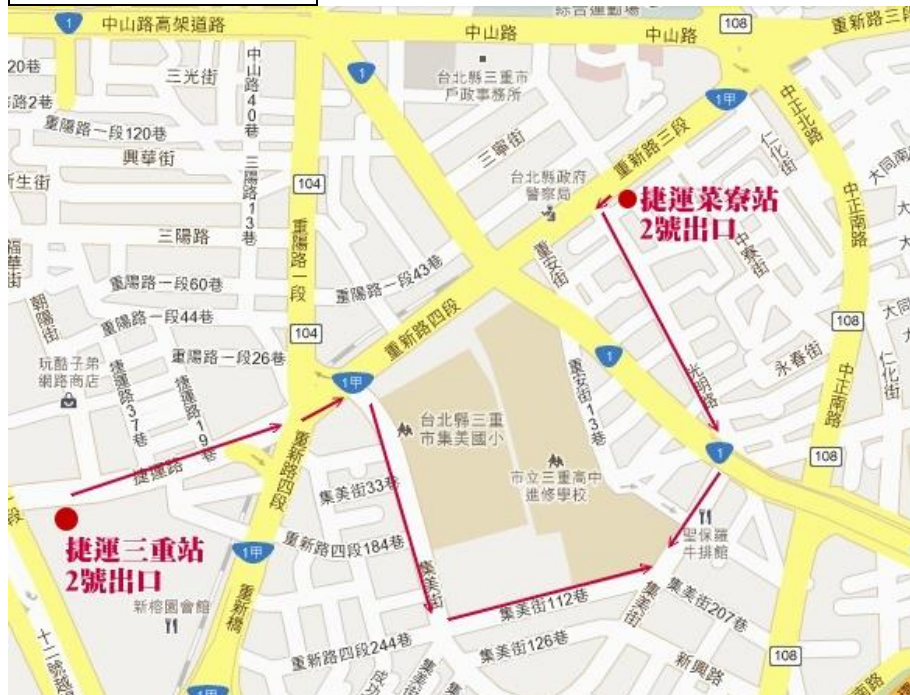 1
中山路高架道路
中山路
中山路
108
重新路三段
20巷
三光街
中山路40巷
1
台北縣三重市
戶政事務所
1甲
路2巷
重陽路一段120巷
興華街
三寧街
重新路三段
仁化街
中正北路
大同南
104
台北縣政府
警察局
捷運菜寮站
2號出口
三陽路13巷
三陽路
重陽路一段
福華街
重安街
中寮街
中正南路
重陽路一段60巷
重陽路一段43巷
朝陽街
重陽路一段44巷
104
重新路四段
108
重陽路一段26巷
1
永春街
大同
玩酷子弟
網路商店
1甲
光明路
中正南路
仁化街
捷運37巷
捷運19巷
台北縣三重
市集美國小
重安街13巷
捷運路
重新路四段
1
108
集美街33巷
市立三重高中
進修學校
段
捷運三重站
2號出口
重新路四段184巷
1甲
聖保羅
牛排館
新榕園會館
重新橋
集美街
集美街112巷
集美街
集美街207巷
重新路四段244巷
集美街126巷
新興路
108
集美街
1甲